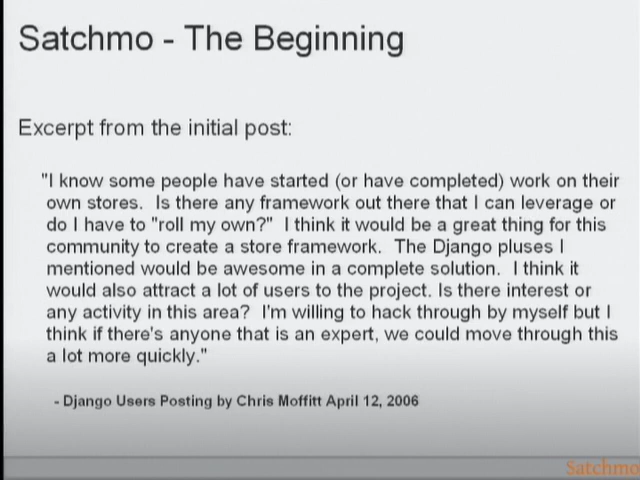 Satchmo - The Beginning
Excerpt from the initial post:
"I know some people have started (or have completed) work on their
own stores.  Is there any framework out there that I can leverage or
do I have to "roll my own?"  I think it would be a great thing for this
community to create a store framework.  The Django pluses I
mentioned would be awesome in a complete solution.  I think it
would also attract a lot of users to the project. Is there interest or
any activity in this area?  I'm willing to hack through by myself but I
think if there's anyone that is an expert, we could move through this
a lot more quickly."
- Django Users Posting by Chris Moffitt April 12, 2006
Satchmo